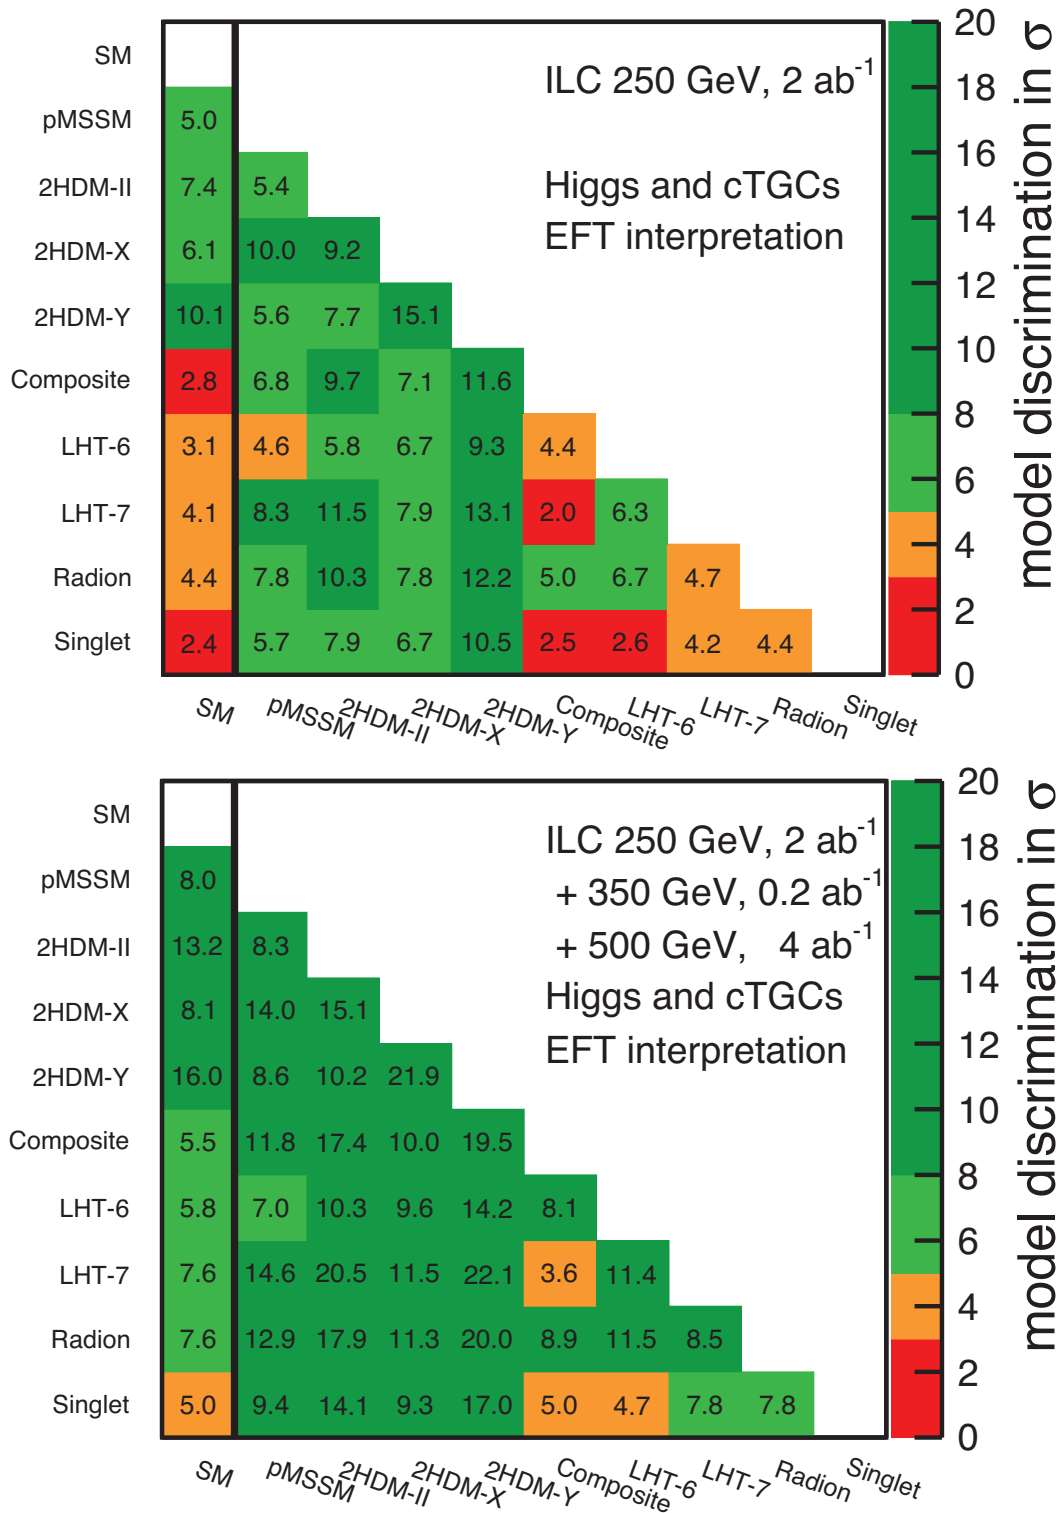 SM
ILC 250 GeV, 2 ab-1
pMSSM 5.0
2HDM-II 7.4 5.4
Higgs and cTGCs
2HDM-X 6.1 10.0 9.2
EFT interpretation
2HDM-Y 10.1 5.6 7.7 15.1
Composite 2.8 6.8 9.7 7.1 11.6
LHT-6 3.1 4.6 5.8 6.7 9.3 4.4
LHT-7 4.1 8.3 11.5 7.9 13.1 2.0 6.3
Radion 4.4 7.8 10.3 7.8 12.2 5.0 6.7 4.7
Singlet 2.4 5.7 7.9 6.7 10.5 2.5 2.6 4.2 4.4
SM pMSSM 2HDM-II 2HDM-X 2HDM-Y Composite LHT-6 LHT-7 Radion Singlet
20
18
16
14
12
10
8
6
4
2
0
model discrimination in σ
SM
ILC 250 GeV, 2 ab-1
pMSSM 8.0
+ 350 GeV, 0.2 ab-1
2HDM-II 13.2 8.3
+ 500 GeV, 4 ab-1
2HDM-X 8.1 14.0 15.1
Higgs and cTGCs
2HDM-Y 16.0 8.6 10.2 21.9
EFT interpretation
Composite 5.5 11.8 17.4 10.0 19.5
LHT-6 5.8 7.0 10.3 9.6 14.2 8.1
LHT-7 7.6 14.6 20.5 11.5 22.1 3.6 11.4
Radion 7.6 12.9 17.9 11.3 20.0 8.9 11.5 8.5
Singlet 5.0 9.4 14.1 9.3 17.0 5.0 4.7 7.8 7.8
SM pMSSM 2HDM-II 2HDM-X 2HDM-Y Composite LHT-6 LHT-7 Radion Singlet
20
18
16
14
12
10
8
6
4
2
0
model discrimination in σ